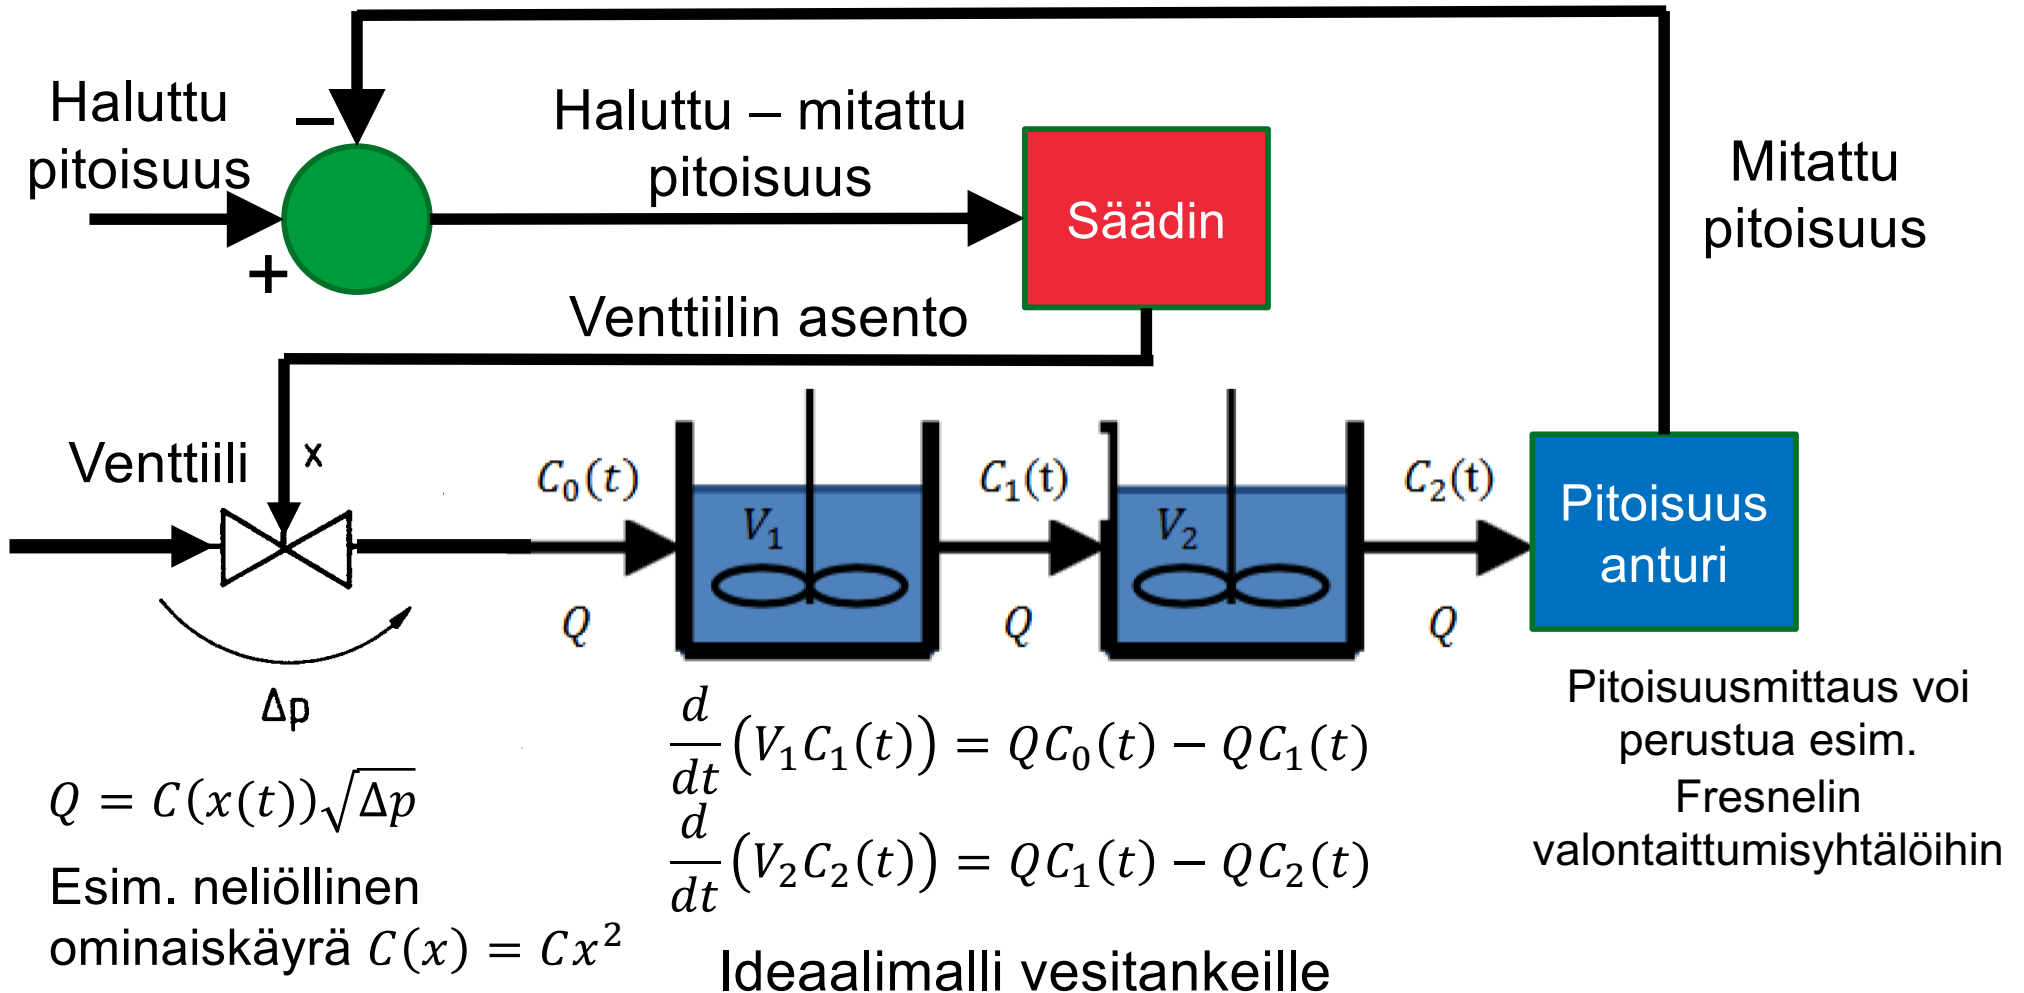 Haluttu
pitoisuus
−
+
Haluttu – mitattu
pitoisuus
Säädin
Mitattu
pitoisuus
Venttiilin asento
Venttiili
x
C₀(t)
Q
V₁
C₁(t)
Q
V₂
C₂(t)
Q
Pitoisuus
anturi
Δp
Q = C(x(t))√Δp
Esim. neliöllinen
ominaiskäyrä C(x) = Cx²
d/dt (V₁C₁(t)) = QC₀(t) − QC₁(t)
d/dt (V₂C₂(t)) = QC₁(t) − QC₂(t)
Ideaalimalli vesitankeille
Pitoisuusmittaus voi
perustua esim.
Fresnelin
valontaittumisyhtälöihin